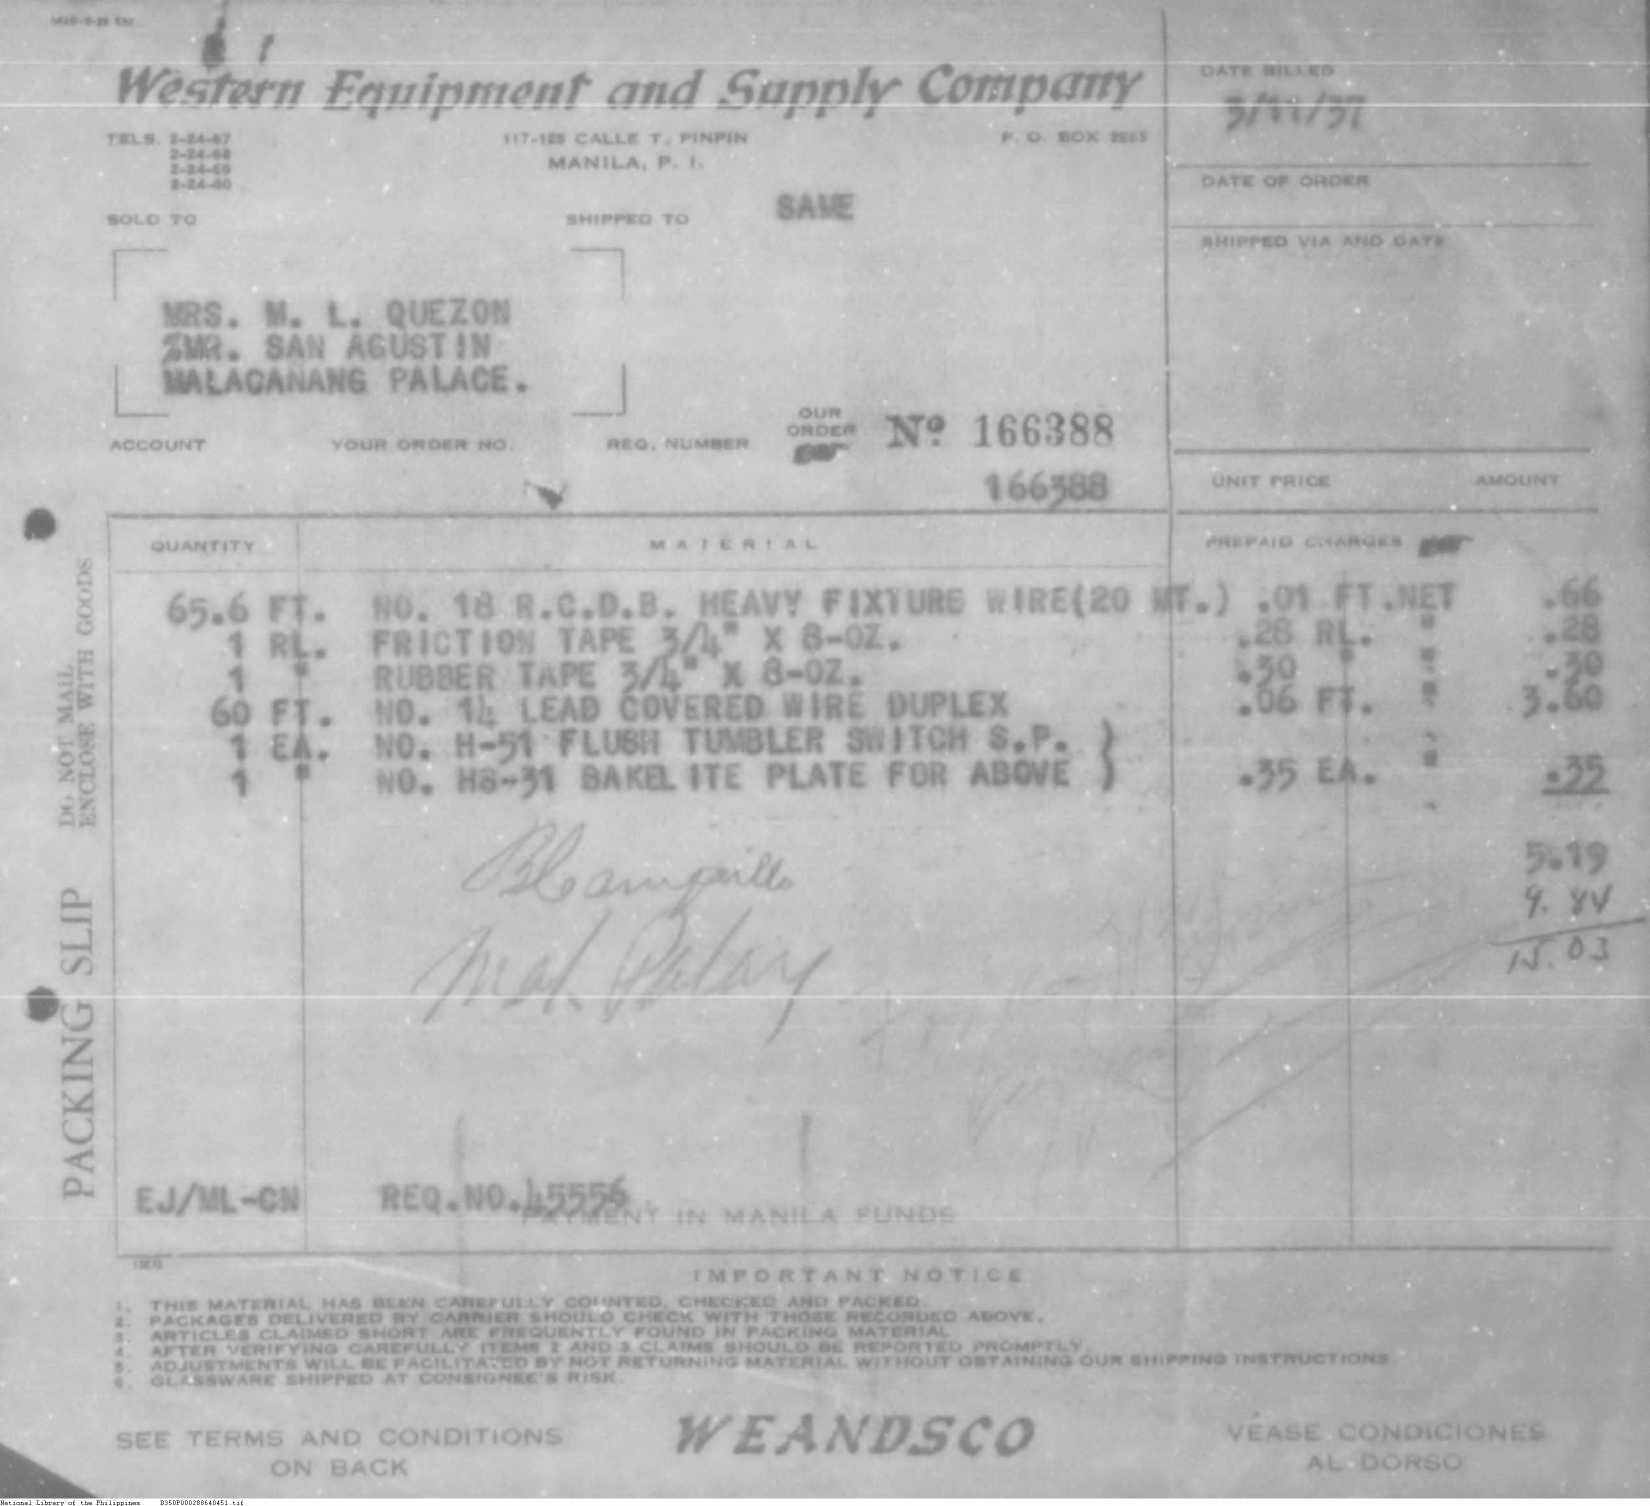 Western Equipment and Supply Company
TELS. 2-24-67
2-24-68
2-24-69
2-24-60
117-125 CALLE T. PINPIN
MANILA, P. I.
P. O. BOX
DATE BILLED
3/11/37
DATE OF ORDER
SHIPPED VIA AND DATE
SOLD TO
SHIPPED TO SAME
MRS. M. L. QUEZON
%MR. SAN AGUSTIN
MALACANANG PALACE.
ACCOUNT YOUR ORDER NO. REQ. NUMBER
OUR
ORDER
Nº 166388
166388
UNIT PRICE AMOUNT
QUANTITY MATERIAL PREPAID CHARGES
65.6 FT. NO. 18 R.C.D.B. HEAVY FIXTURE WIRE(20 MT.) .01 FT.NET .66
1 RL. FRICTION TAPE 3/4" X 8-OZ. .28 RL. " .28
1 " RUBBER TAPE 3/4" X 8-OZ. .30 " " .30
60 FT. NO. 14 LEAD COVERED WIRE DUPLEX .06 FT. " 3.60
1 EA. NO. H-51 FLUSH TUMBLER SWITCH S.P. }
1 " NO. H8-31 BAKELITE PLATE FOR ABOVE } .35 EA. " .35
5.19
9.84
15.03
Mal. Palay
DO NOT MAIL
ENCLOSE WITH GOODS
PACKING SLIP
EJ/ML-CN REQ.NO.45556
PAYMENT IN MANILA FUNDS
IMPORTANT NOTICE
1. THIS MATERIAL HAS BEEN CAREFULLY COUNTED, CHECKED AND PACKED.
2. PACKAGES DELIVERED BY CARRIER SHOULD CHECK WITH THOSE RECORDED ABOVE.
3. ARTICLES CLAIMED SHORT ARE FREQUENTLY FOUND IN PACKING MATERIAL
4. AFTER VERIFYING CAREFULLY ITEMS 2 AND 3 CLAIMS SHOULD BE REPORTED PROMPTLY.
5. ADJUSTMENTS WILL BE FACILITATED BY NOT RETURNING MATERIAL WITHOUT OBTAINING OUR SHIPPING INSTRUCTIONS
6. GLASSWARE SHIPPED AT CONSIGNEE'S RISK.
SEE TERMS AND CONDITIONS
ON BACK
WEANDSCO
VÉASE CONDICIONES
AL DORSO
National Library of the Philippines B350P000288640451.tif